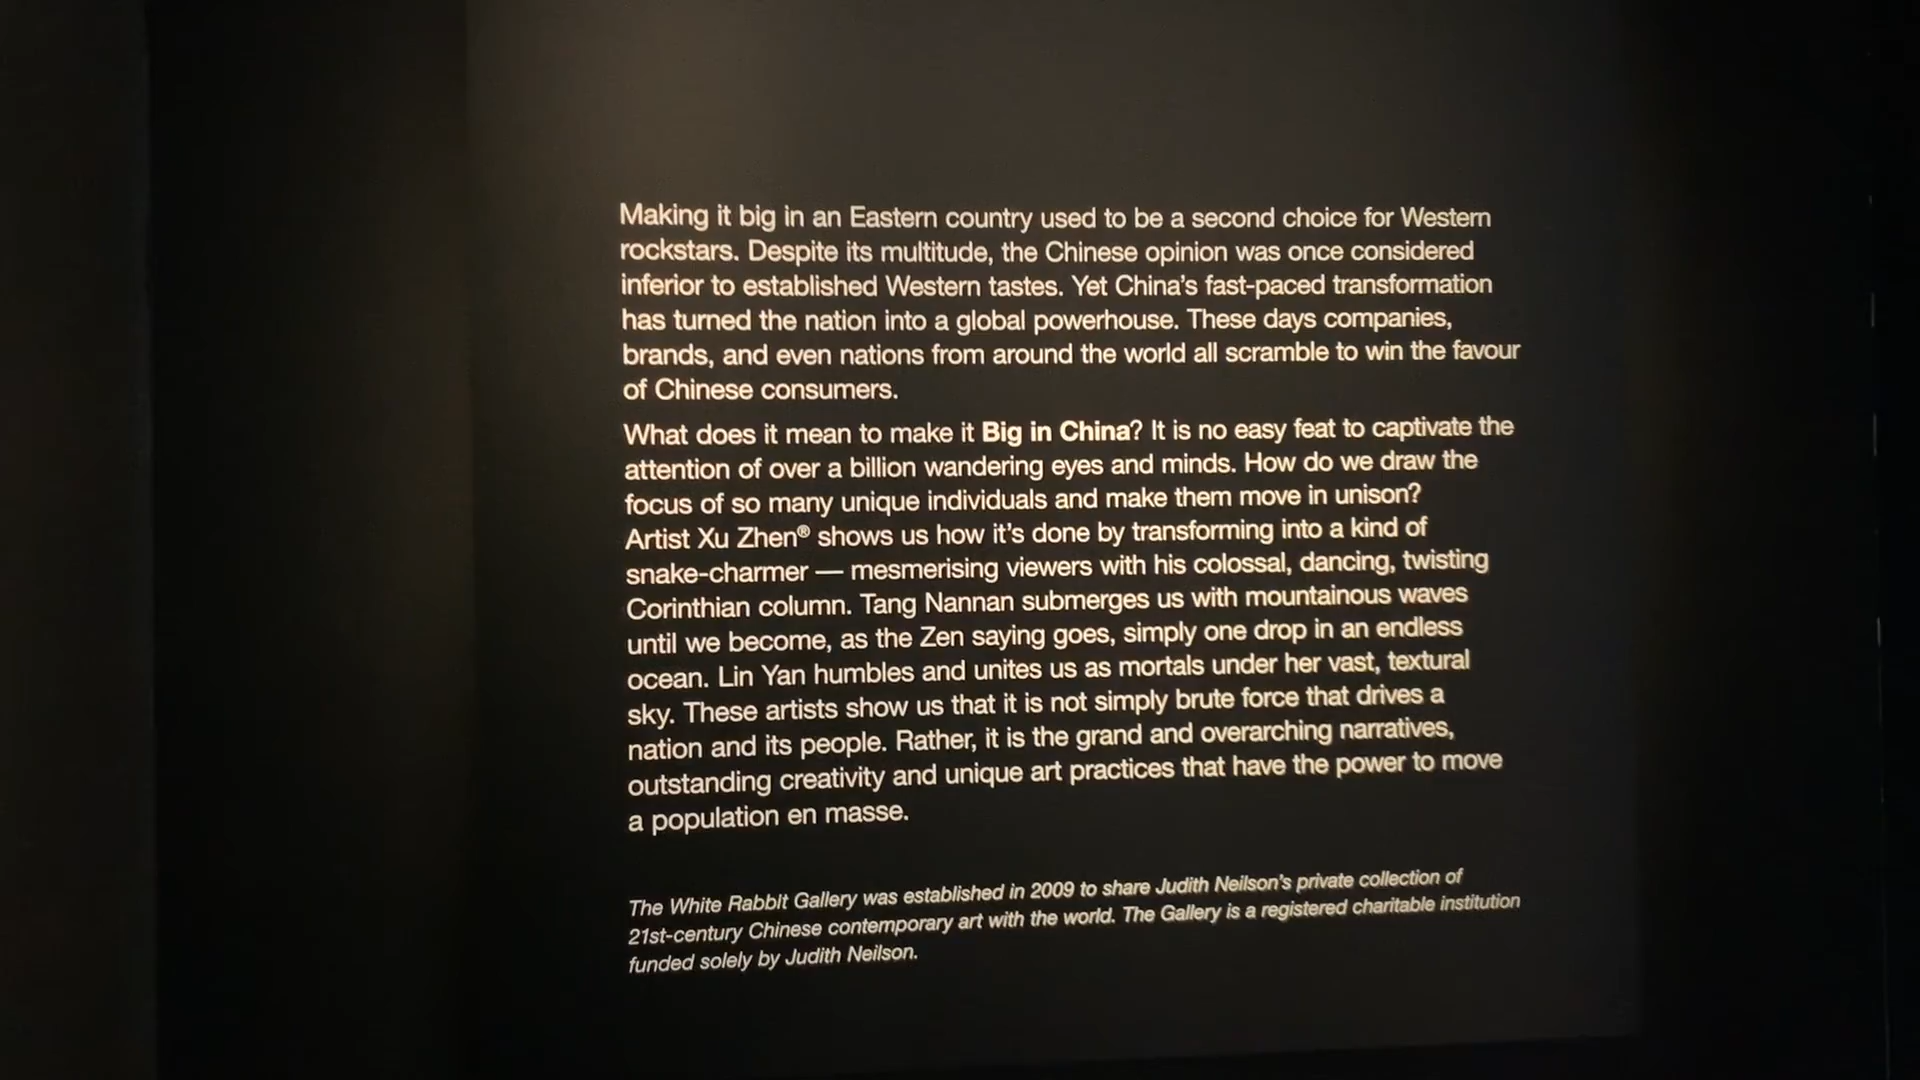 Making it big in an Eastern country used to be a second choice for Western
rockstars. Despite its multitude, the Chinese opinion was once considered
inferior to established Western tastes. Yet China's fast-paced transformation
has turned the nation into a global powerhouse. These days companies,
brands, and even nations from around the world all scramble to win the favour
of Chinese consumers.
What does it mean to make it Big in China? It is no easy feat to captivate the
attention of over a billion wandering eyes and minds. How do we draw the
focus of so many unique individuals and make them move in unison?
Artist Xu Zhen® shows us how it's done by transforming into a kind of
snake-charmer — mesmerising viewers with his colossal, dancing, twisting
Corinthian column. Tang Nannan submerges us with mountainous waves
until we become, as the Zen saying goes, simply one drop in an endless
ocean. Lin Yan humbles and unites us as mortals under her vast, textural
sky. These artists show us that it is not simply brute force that drives a
nation and its people. Rather, it is the grand and overarching narratives,
outstanding creativity and unique art practices that have the power to move
a population en masse.
The White Rabbit Gallery was established in 2009 to share Judith Neilson's private collection of
21st-century Chinese contemporary art with the world. The Gallery is a registered charitable institution
funded solely by Judith Neilson.